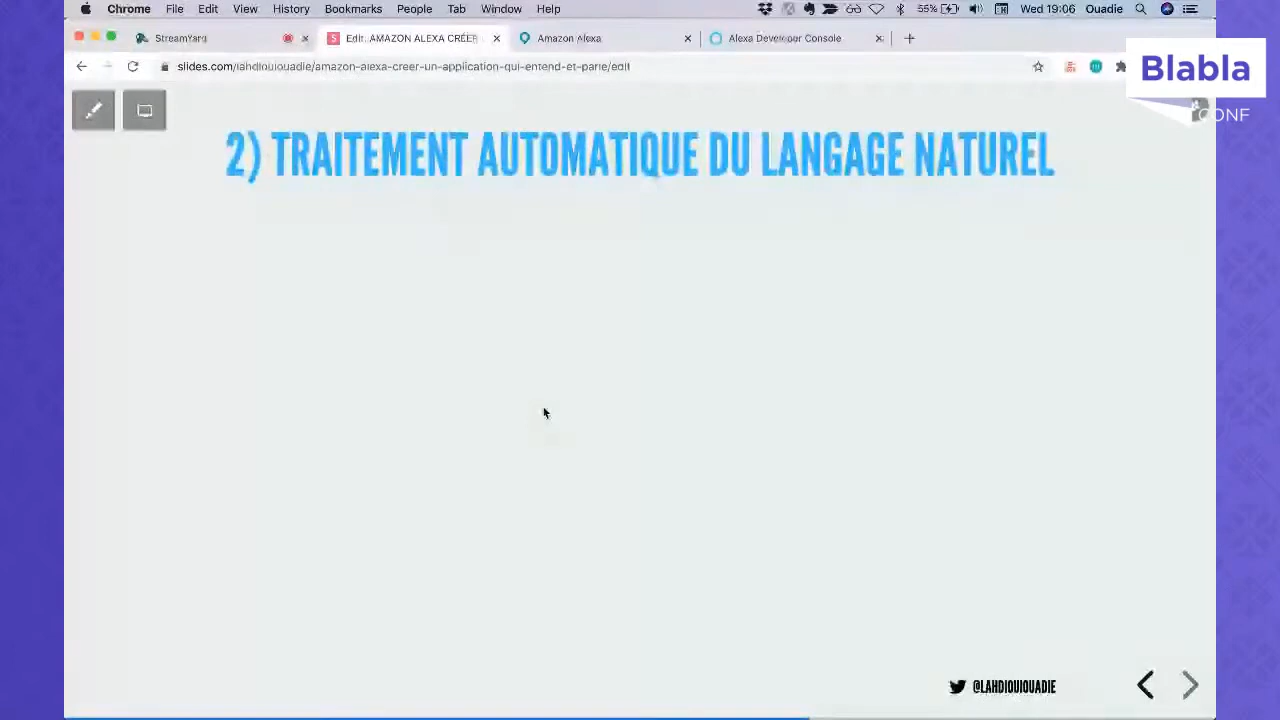 Chrome File Edit View History Bookmarks People Tab Window Help 55% Wed 19:06 Ouadie
StreamYard Edit: AMAZON ALEXA CRÉER Amazon Alexa Alexa Developer Console
slides.com/lahdiouiouadie/amazon-alexa-creer-un-application-qui-entend-et-parle/edit
Blabla
CONF
2) TRAITEMENT AUTOMATIQUE DU LANGAGE NATUREL
@LAHDIOUIOUADIE